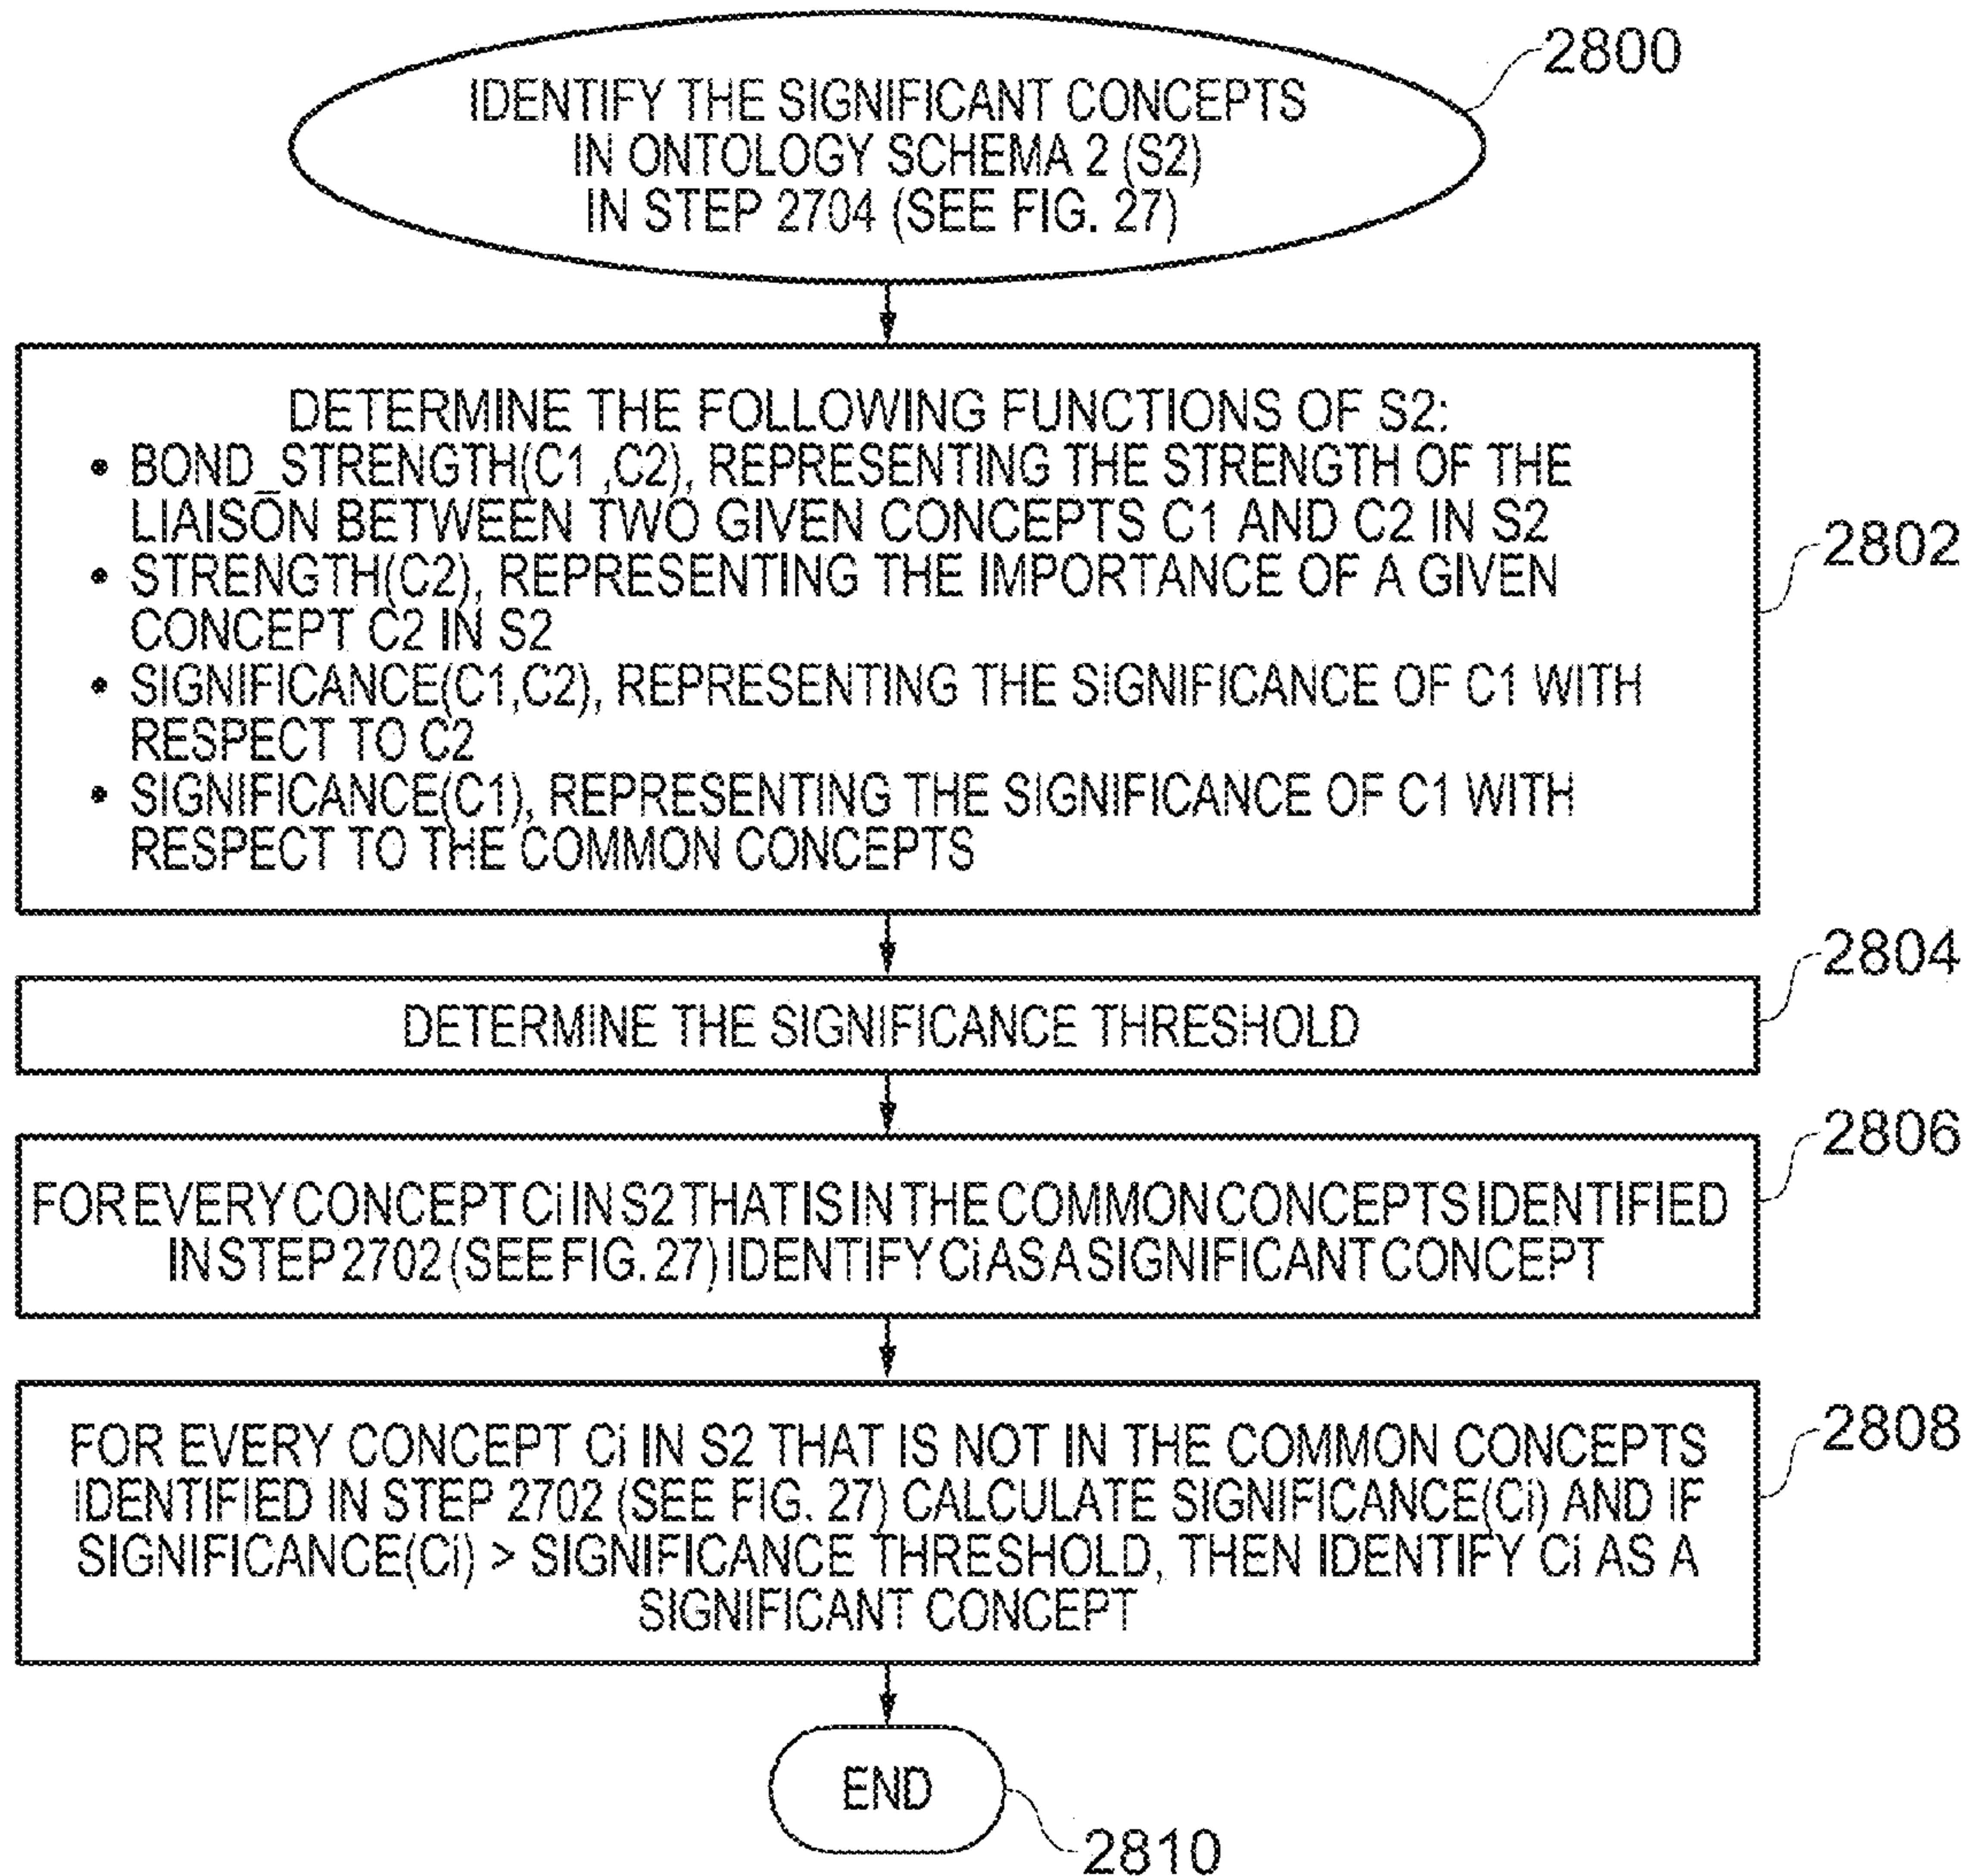 IDENTIFY THE SIGNIFICANT CONCEPTS
IN ONTOLOGY SCHEMA 2 (S2)
IN STEP 2704 (SEE FIG. 27)
2800
DETERMINE THE FOLLOWING FUNCTIONS OF S2:
• BOND_STRENGTH(C1 ,C2), REPRESENTING THE STRENGTH OF THE
LIAISON BETWEEN TWO GIVEN CONCEPTS C1 AND C2 IN S2
• STRENGTH(C2), REPRESENTING THE IMPORTANCE OF A GIVEN
CONCEPT C2 IN S2
• SIGNIFICANCE(C1,C2), REPRESENTING THE SIGNIFICANCE OF C1 WITH
RESPECT TO C2
• SIGNIFICANCE(C1), REPRESENTING THE SIGNIFICANCE OF C1 WITH
RESPECT TO THE COMMON CONCEPTS
2802
DETERMINE THE SIGNIFICANCE THRESHOLD
2804
FOR EVERY CONCEPT Ci IN S2 THAT IS IN THE COMMON CONCEPTS IDENTIFIED
IN STEP 2702 (SEE FIG. 27) IDENTIFY Ci AS A SIGNIFICANT CONCEPT
2806
FOR EVERY CONCEPT Ci IN S2 THAT IS NOT IN THE COMMON CONCEPTS
IDENTIFIED IN STEP 2702 (SEE FIG. 27) CALCULATE SIGNIFICANCE(Ci) AND IF
SIGNIFICANCE(Ci) > SIGNIFICANCE THRESHOLD, THEN IDENTIFY Ci AS A
SIGNIFICANT CONCEPT
2808
END
2810